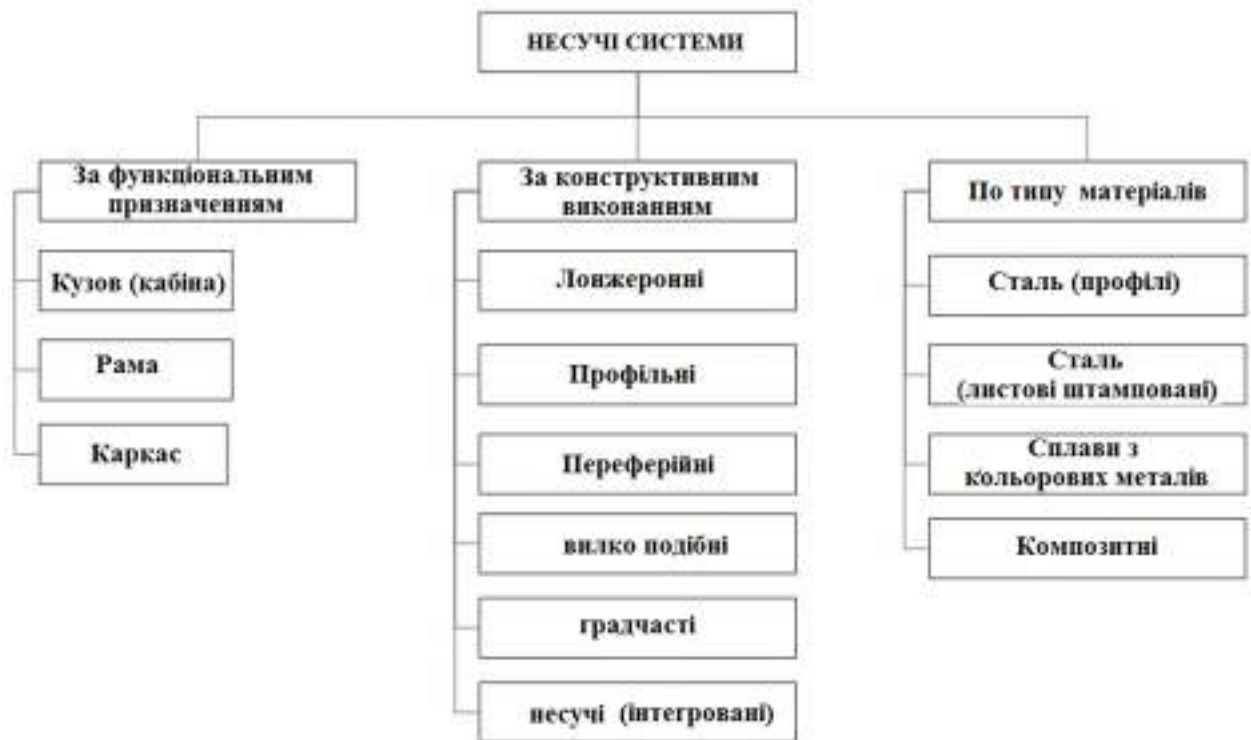 НЕСУЧІ СИСТЕМИ
За функціональним
призначенням
Кузов (кабіна)
Рама
Каркас
За конструктивним
виконанням
Лонжеронні
Профільні
Переферійні
вилко подібні
градчасті
несучі (інтегровані)
По типу матеріалів
Сталь (профілі)
Сталь
(листові штамповані)
Сплави з
кольорових металів
Композитні